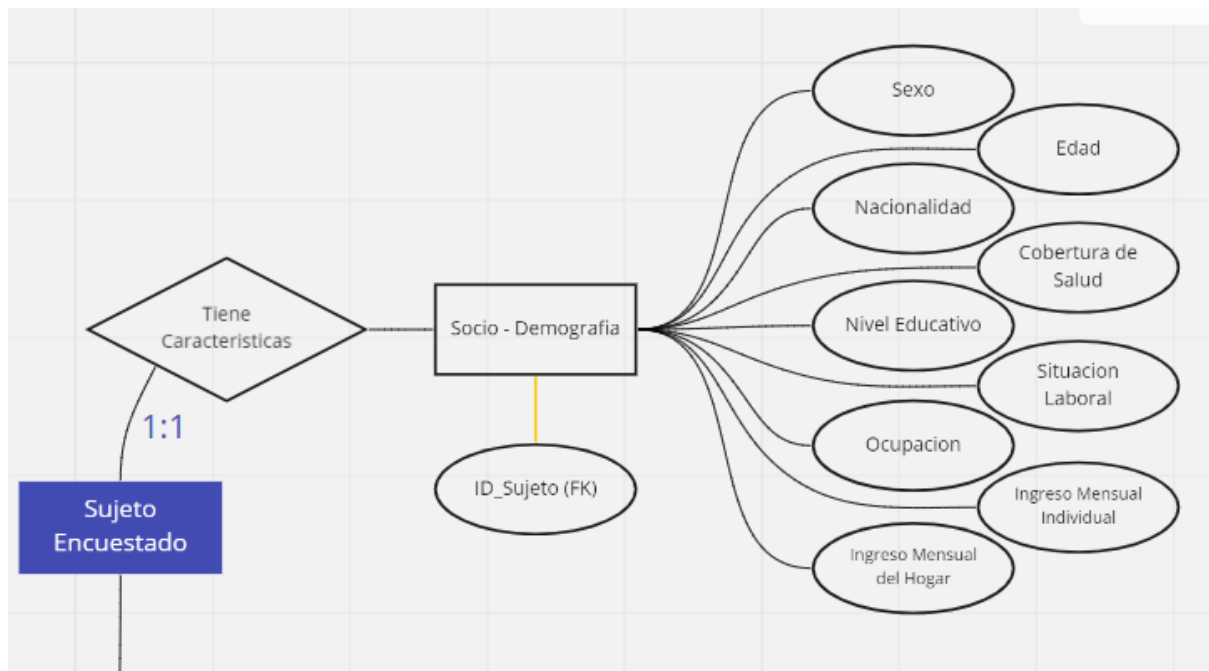 Sexo
Edad
Nacionalidad
Cobertura de
Salud
Tiene
Caracteristicas
Socio - Demografia
Nivel Educativo
Situacion
Laboral
1:1
Ocupacion
ID_Sujeto (FK)
Sujeto
Encuestado
Ingreso Mensual
Individual
Ingreso Mensual
del Hogar